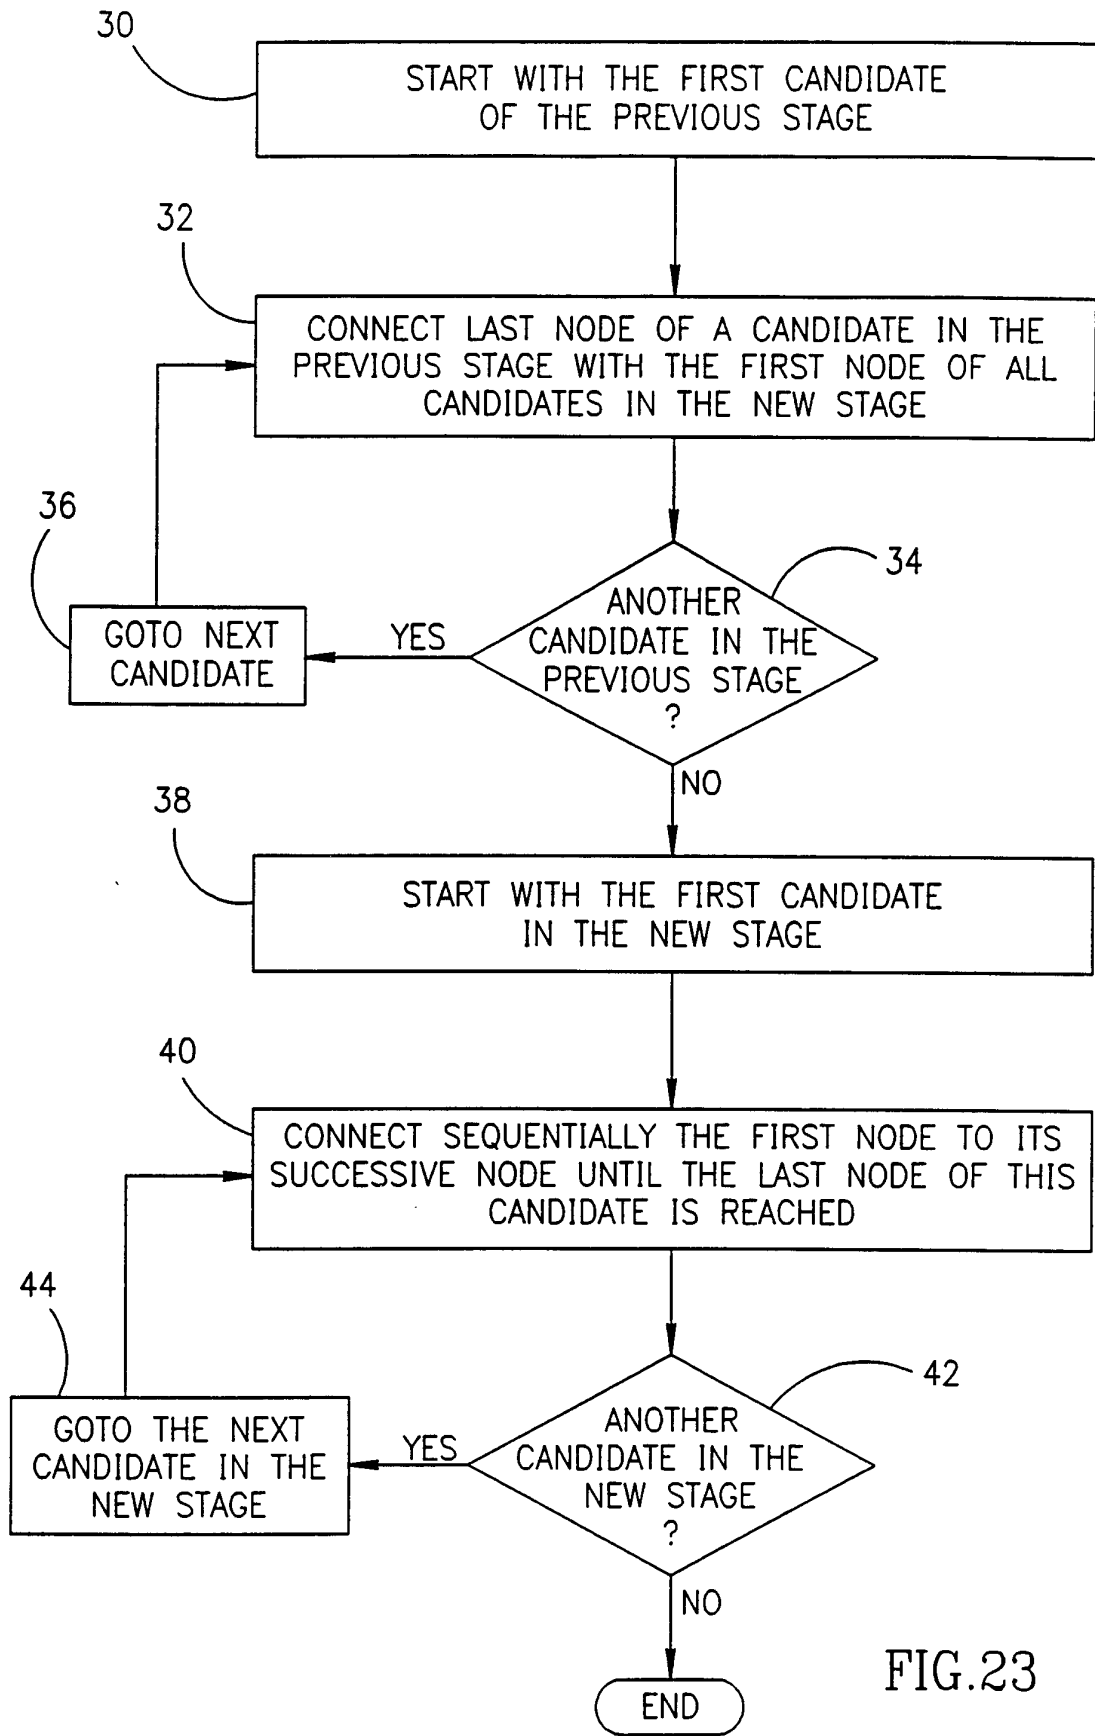 30
START WITH THE FIRST CANDIDATE
OF THE PREVIOUS STAGE
32
CONNECT LAST NODE OF A CANDIDATE IN THE
PREVIOUS STAGE WITH THE FIRST NODE OF ALL
CANDIDATES IN THE NEW STAGE
36
34
GOTO NEXT
CANDIDATE
YES
ANOTHER
CANDIDATE IN THE
PREVIOUS STAGE
?
NO
38
START WITH THE FIRST CANDIDATE
IN THE NEW STAGE
40
CONNECT SEQUENTIALLY THE FIRST NODE TO ITS
SUCCESSIVE NODE UNTIL THE LAST NODE OF THIS
CANDIDATE IS REACHED
44
42
GOTO THE NEXT
CANDIDATE IN THE
NEW STAGE
YES
ANOTHER
CANDIDATE IN THE
NEW STAGE
?
NO
END
FIG.23